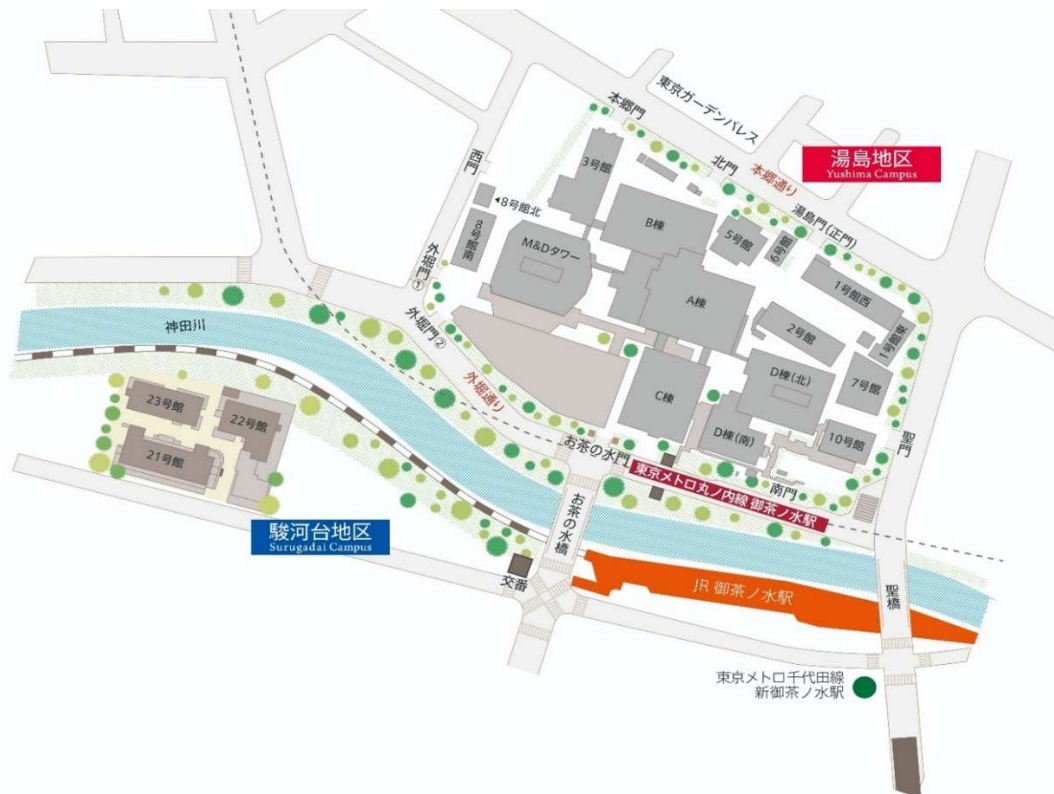 本郷門
東京ガーデンパレス
湯島地区
Yushima Campus
北門
本郷通り
湯島門(正門)
西門
3号館
◀8号館北
8号館南
B棟
5号館
6号館
M&Dタワー
外堀門①
A棟
1号館西
2号館
1号館東
外堀門②
神田川
D棟(北)
7号館
外堀通り
C棟
23号館
22号館
21号館
D棟(南)
10号館
聖門
お茶の水門
東京メトロ丸ノ内線 御茶ノ水駅
南門
お茶の水橋
駿河台地区
Surugadai Campus
交番
JR 御茶ノ水駅
聖橋
東京メトロ千代田線
新御茶ノ水駅